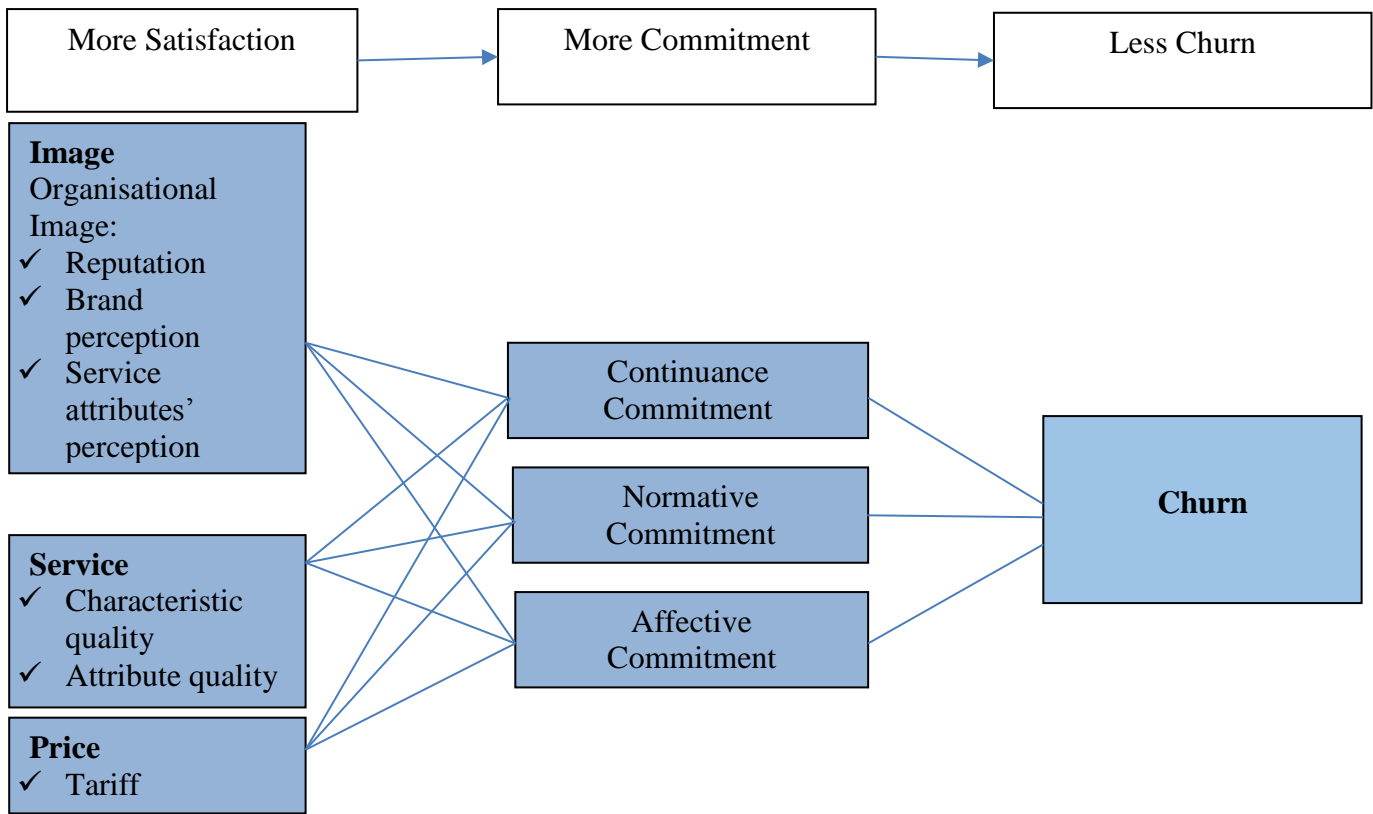 More Satisfaction
More Commitment
Less Churn
Image
Organisational
Image:
✓ Reputation
✓ Brand
perception
✓ Service
attributes’
perception
Service
✓ Characteristic
quality
✓ Attribute quality
Price
✓ Tariff
Continuance
Commitment
Normative
Commitment
Affective
Commitment
Churn